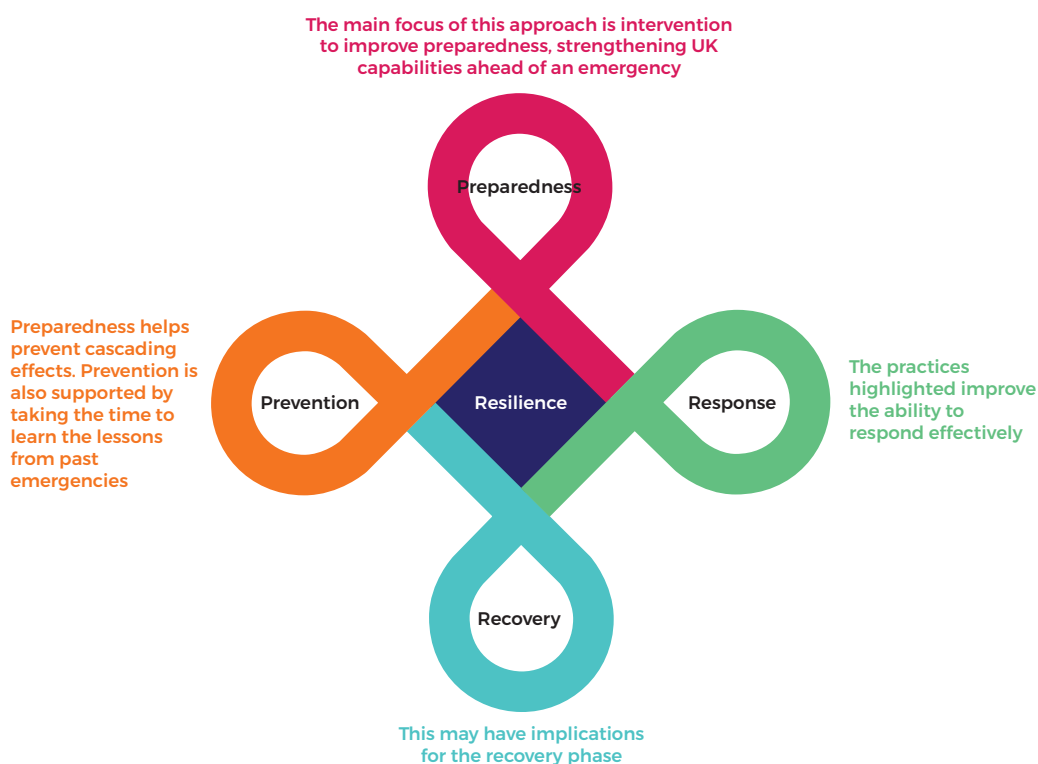 The main focus of this approach is intervention
to improve preparedness, strengthening UK
capabilities ahead of an emergency
Preparedness
Preparedness helps
prevent cascading
effects. Prevention is
also supported by
taking the time to
learn the lessons
from past
emergencies
Prevention
Resilience
Response
The practices
highlighted improve
the ability to
respond effectively
Recovery
This may have implications
for the recovery phase